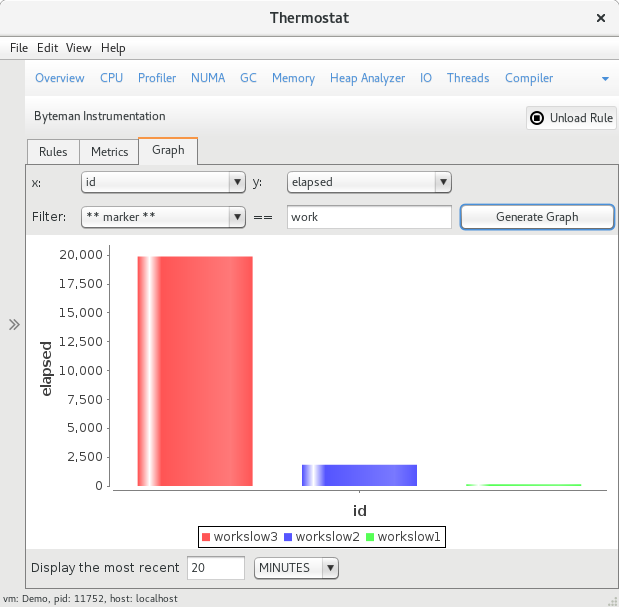 Thermostat
File Edit View Help
Overview CPU Profiler NUMA GC Memory Heap Analyzer IO Threads Compiler
Byteman Instrumentation
Unload Rule
Rules Metrics Graph
x: id y: elapsed
Filter: ** marker ** == work Generate Graph
20,000
17,500
15,000
12,500
10,000
7,500
5,000
2,500
0
elapsed
id
workslow3 workslow2 workslow1
Display the most recent 20 MINUTES
vm: Demo, pid: 11752, host: localhost